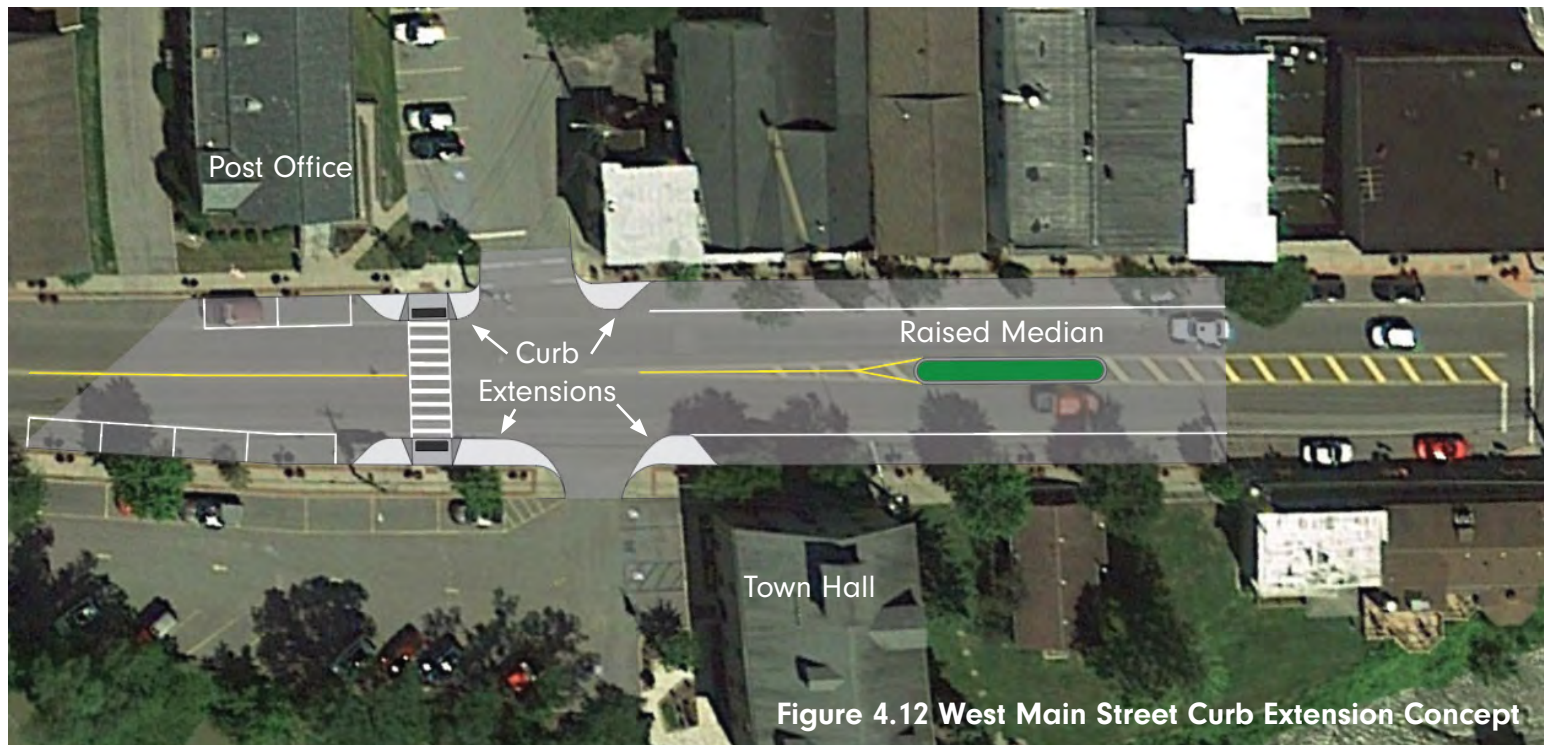 Post Office
Raised Median
Curb
Extensions
Town Hall
Figure 4.12 West Main Street Curb Extension Concept